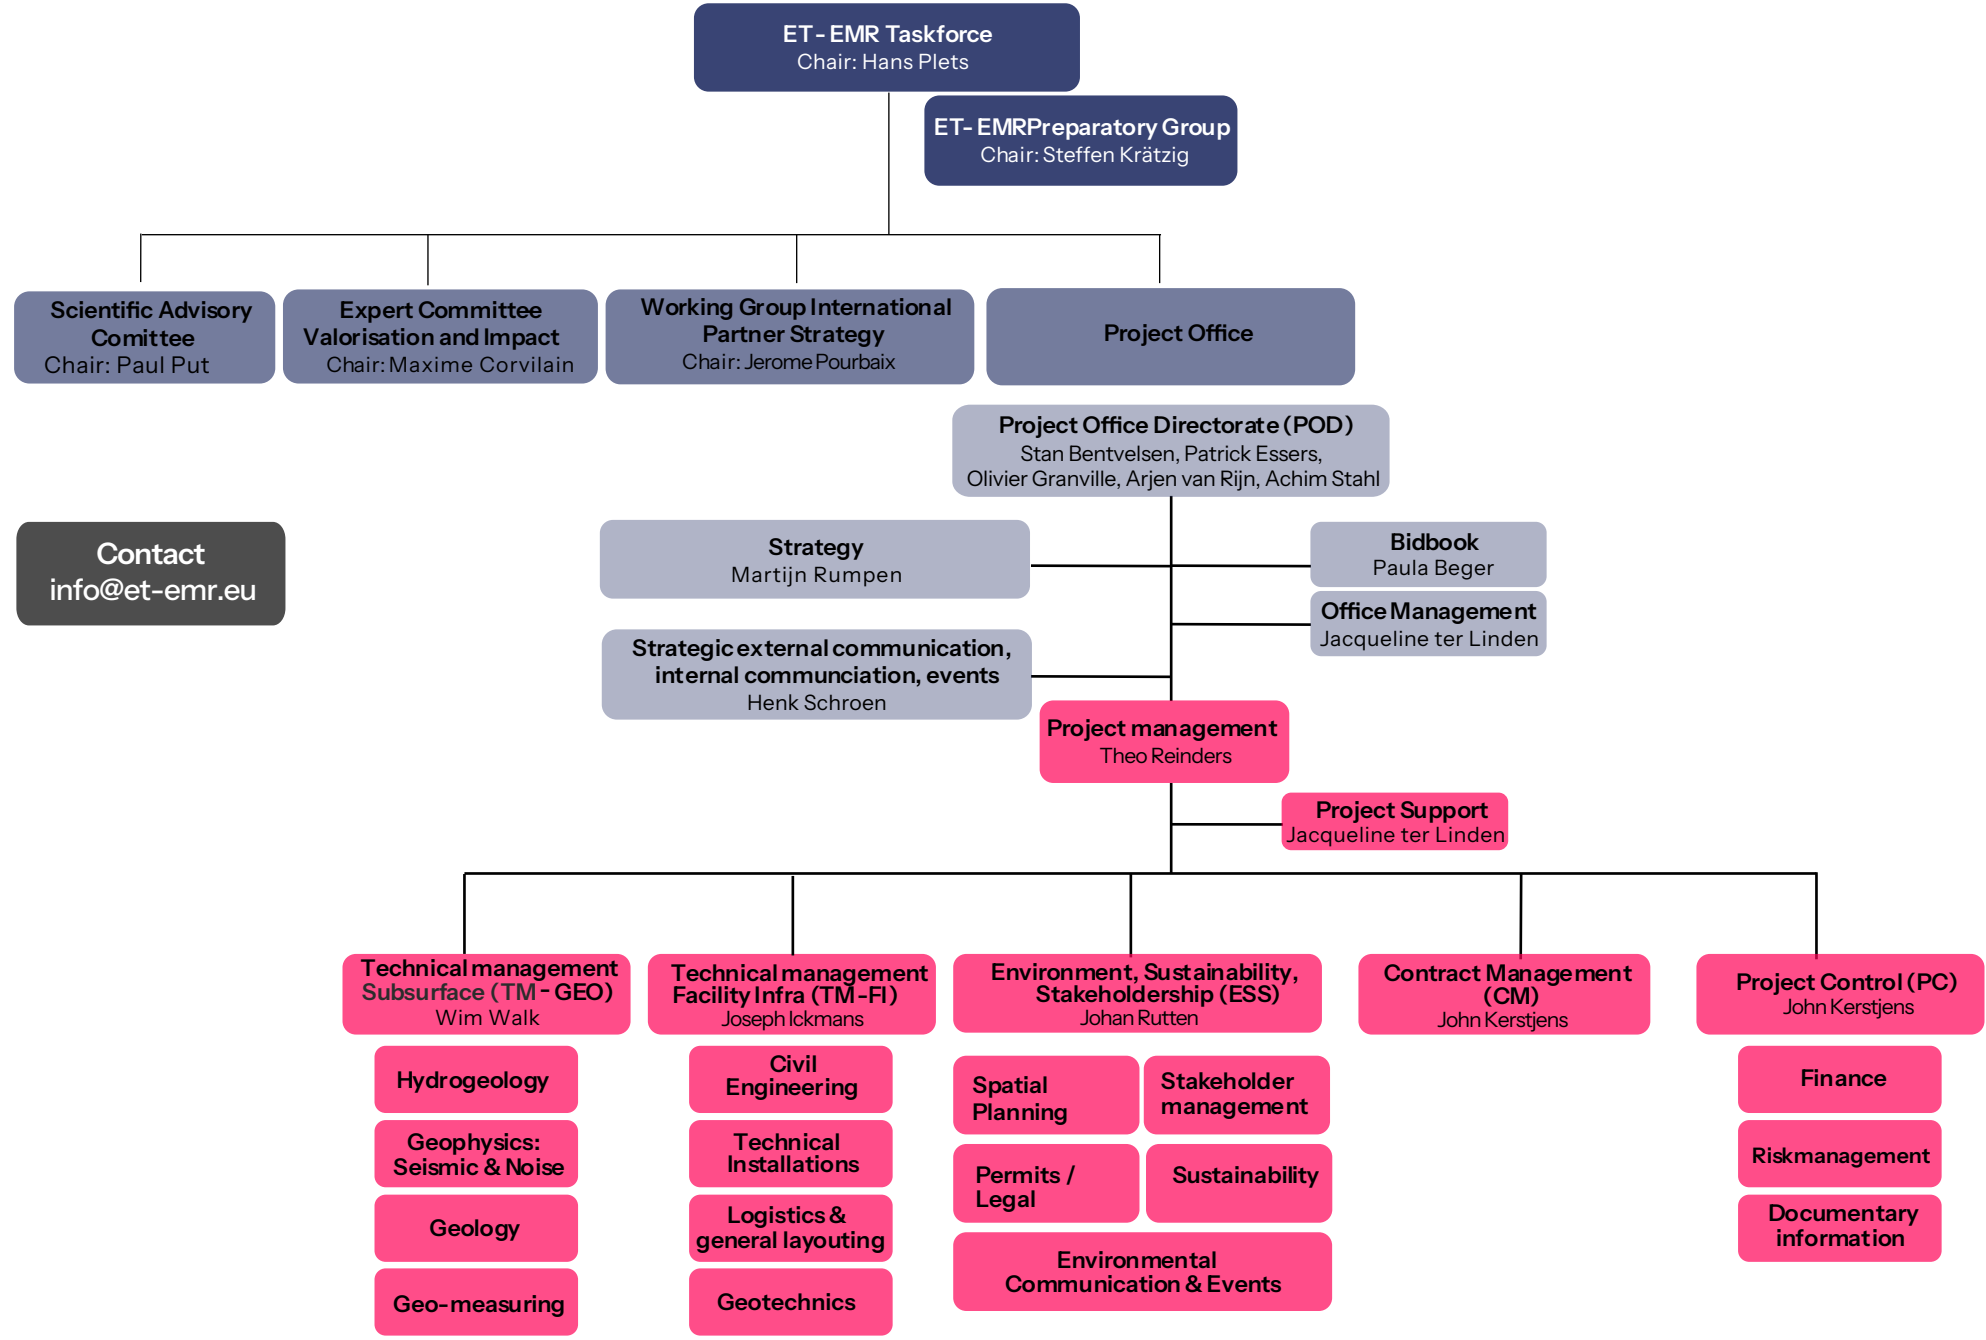 ET - EMR Taskforce
Chair: Hans Plets
ET- EMRPreparatory Group
Chair: Steffen Krätzig
Scientific Advisory
Comittee
Chair: Paul Put
Expert Committee
Valorisation and Impact
Chair: Maxime Corvilain
Working Group International
Partner Strategy
Chair: Jerome Pourbaix
Project Office
Project Office Directorate (POD)
Stan Bentvelsen, Patrick Essers,
Olivier Granville, Arjen van Rijn, Achim Stahl
Contact
info@et-emr.eu
Strategy
Martijn Rumpen
Bidbook
Paula Beger
Office Management
Jacqueline ter Linden
Strategic external communication,
internal communciation, events
Henk Schroen
Project management
Theo Reinders
Project Support
Jacqueline ter Linden
Technical management
Subsurface (TM - GEO)
Wim Walk
Technical management
Facility Infra (TM-FI)
Joseph Ickmans
Environment, Sustainability,
Stakeholdership (ESS)
Johan Rutten
Contract Management
(CM)
John Kerstjens
Project Control (PC)
John Kerstjens
Hydrogeology
Geophysics:
Seismic & Noise
Geology
Geo-measuring
Civil
Engineering
Technical
Installations
Logistics &
general layouting
Geotechnics
Spatial
Planning
Stakeholder
management
Permits /
Legal
Sustainability
Environmental
Communication & Events
Finance
Riskmanagement
Documentary
information